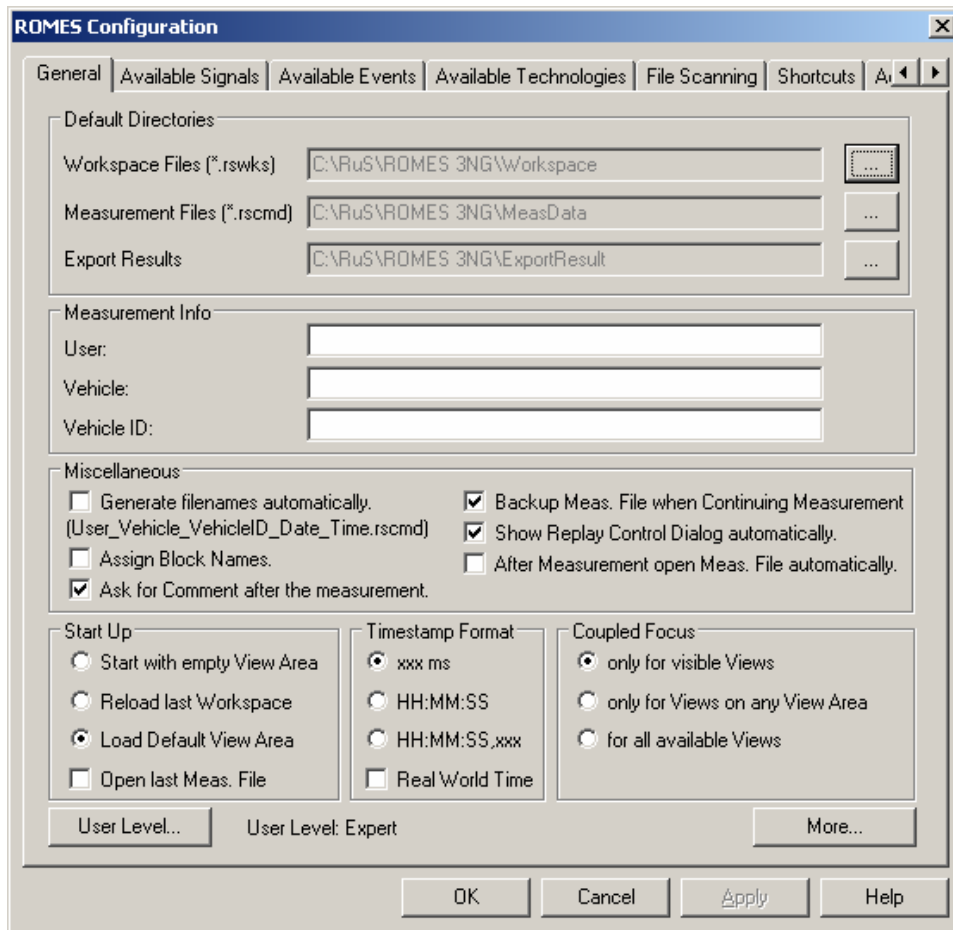 ROMES Configuration
General Available Signals Available Events Available Technologies File Scanning Shortcuts
Default Directories
Workspace Files (*.rswks) C:\RuS\ROMES 3NG\Workspace ...
Measurement Files (*.rscmd) C:\RuS\ROMES 3NG\MeasData ...
Export Results C:\RuS\ROMES 3NG\ExportResult ...
Measurement Info
User:
Vehicle:
Vehicle ID:
Miscellaneous
Generate filenames automatically.
(User_Vehicle_VehicleID_Date_Time.rscmd)
Assign Block Names.
Ask for Comment after the measurement.
Backup Meas. File when Continuing Measurement
Show Replay Control Dialog automatically.
After Measurement open Meas. File automatically.
Start Up
Start with empty View Area
Reload last Workspace
Load Default View Area
Open last Meas. File
Timestamp Format
xxx ms
HH:MM:SS
HH:MM:SS,xxx
Real World Time
Coupled Focus
only for visible Views
only for Views on any View Area
for all available Views
User Level... User Level: Expert More...
OK Cancel Apply Help